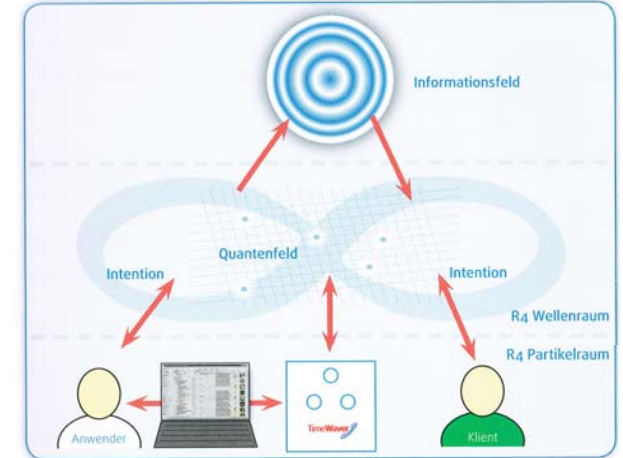 Informationsfeld
Quantenfeld
Intention
Intention
R4 Wellenraum
R4 Partikelraum
TimeWaver
Anwender
Klient